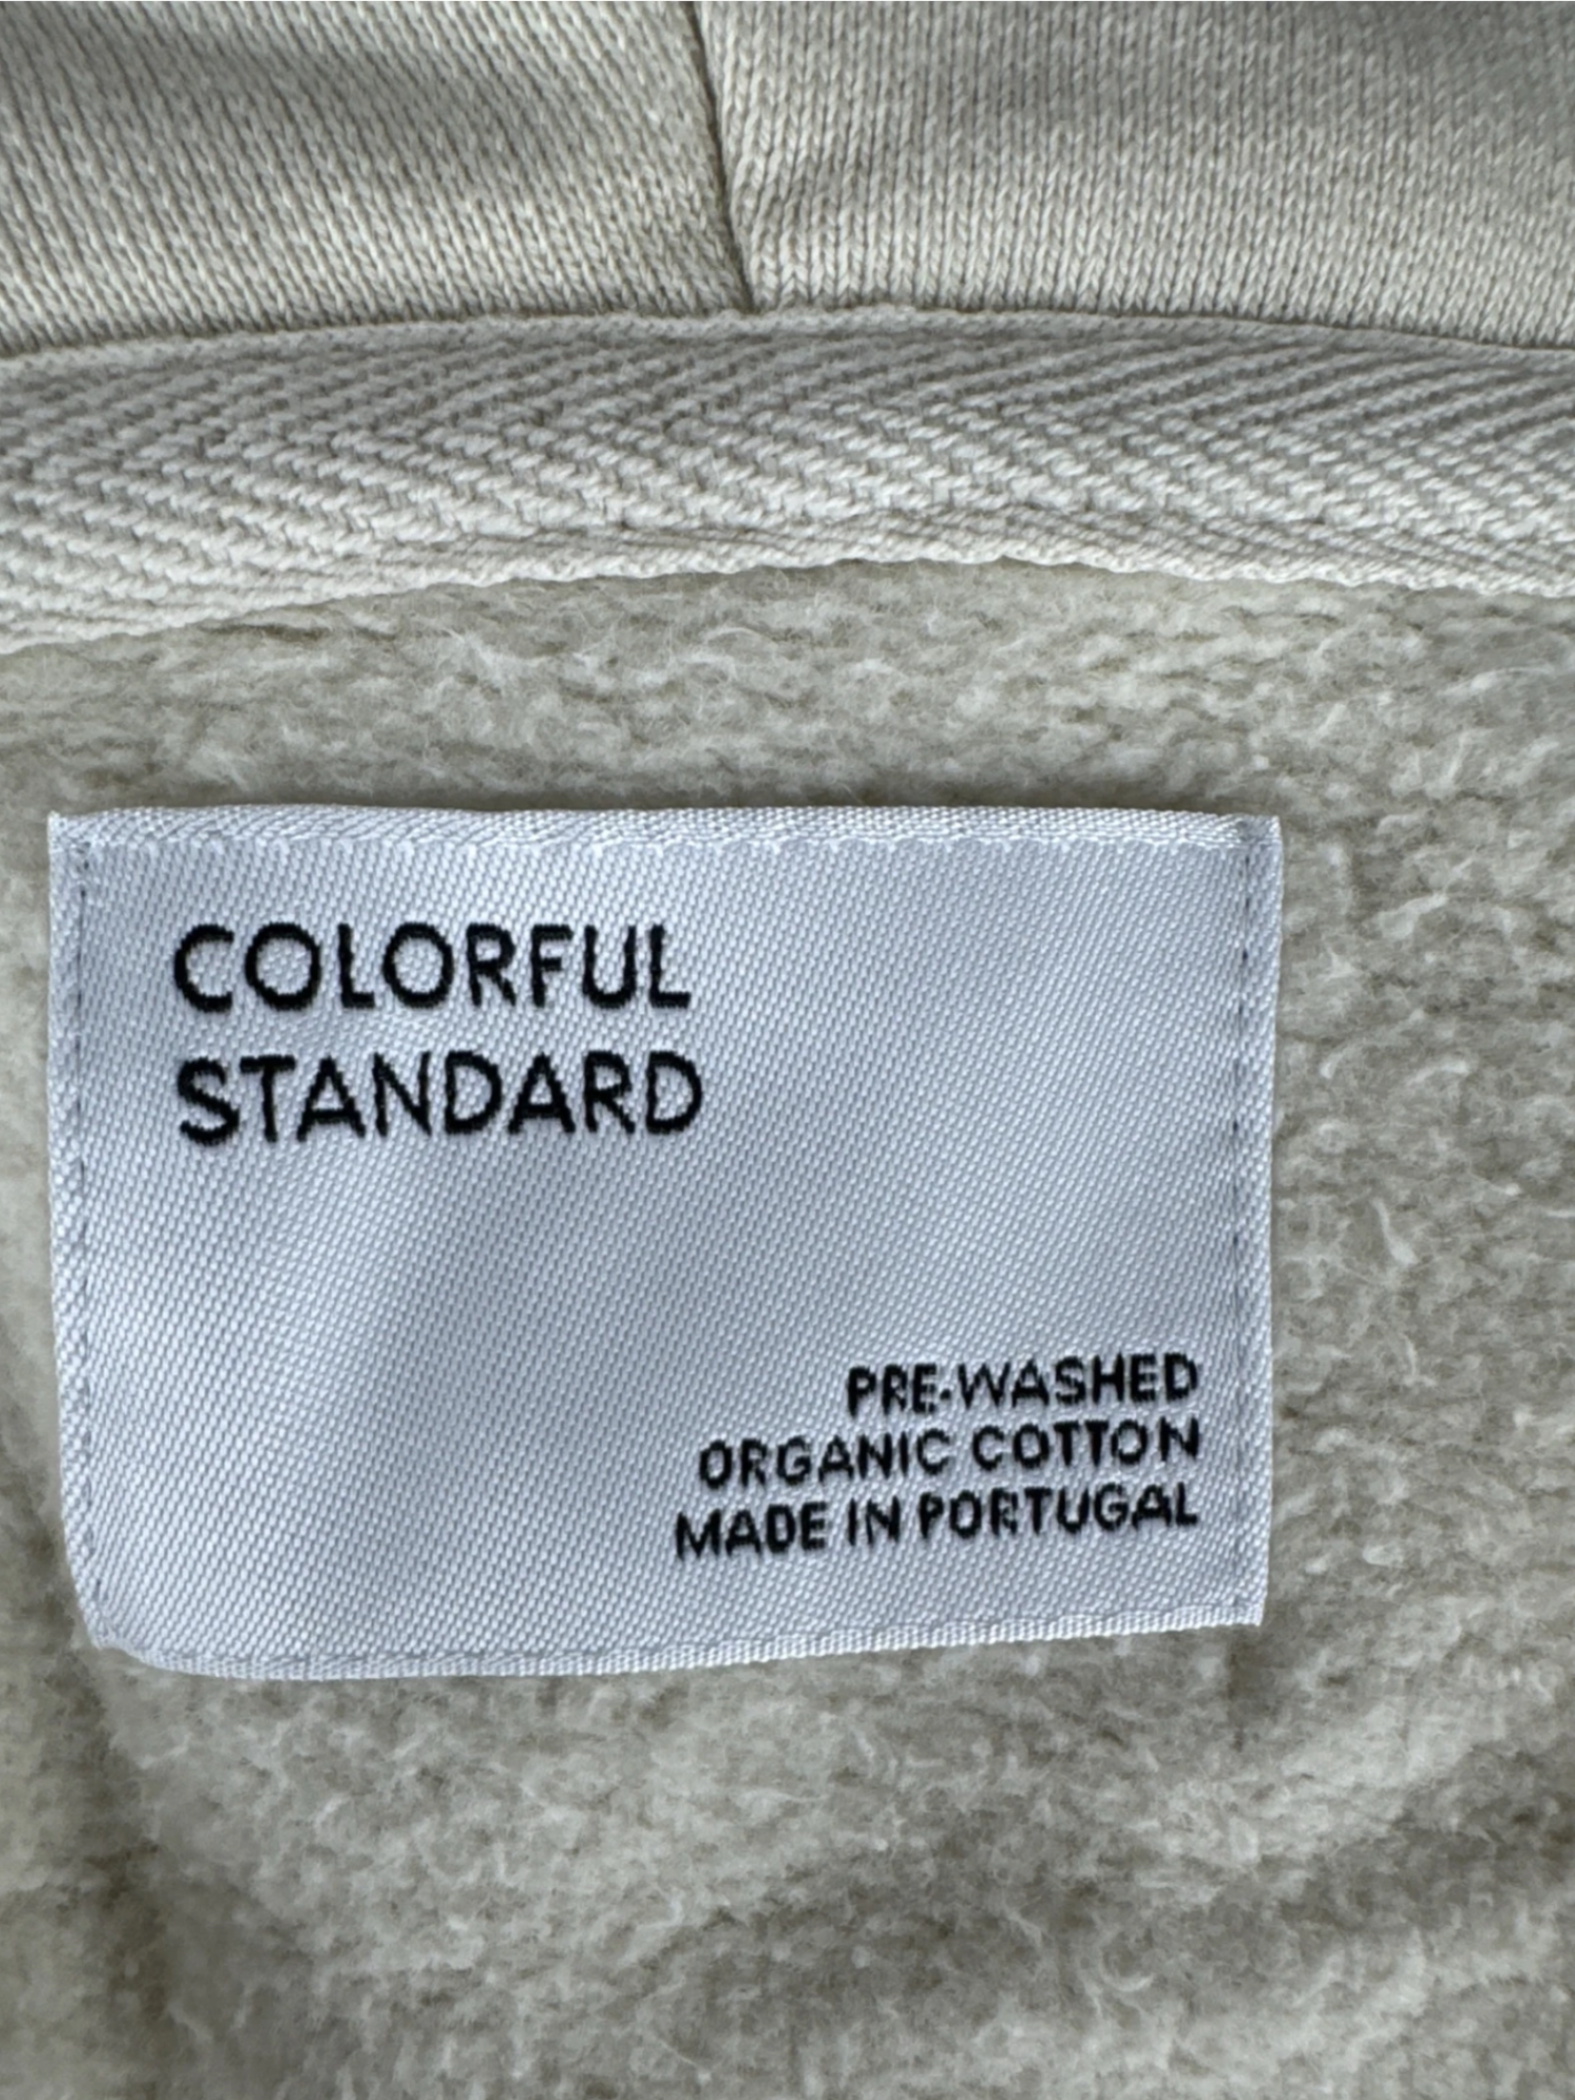 COLORFUL
STANDARD
PRE-WASHED
ORGANIC COTTON
MADE IN PORTUGAL